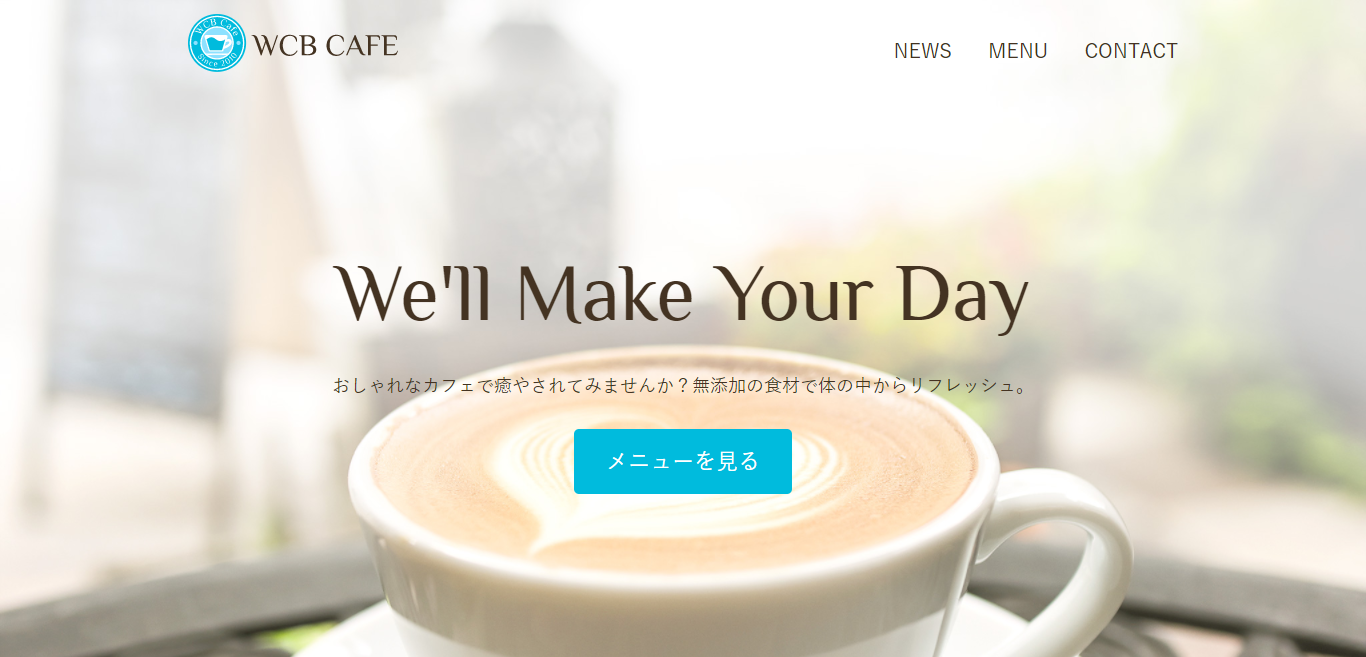 WCB Cafe
Since 2010
WCB CAFE
NEWS MENU CONTACT
We'll Make Your Day
おしゃれなカフェで癒やされてみませんか？無添加の食材で体の中からリフレッシュ。
メニューを見る